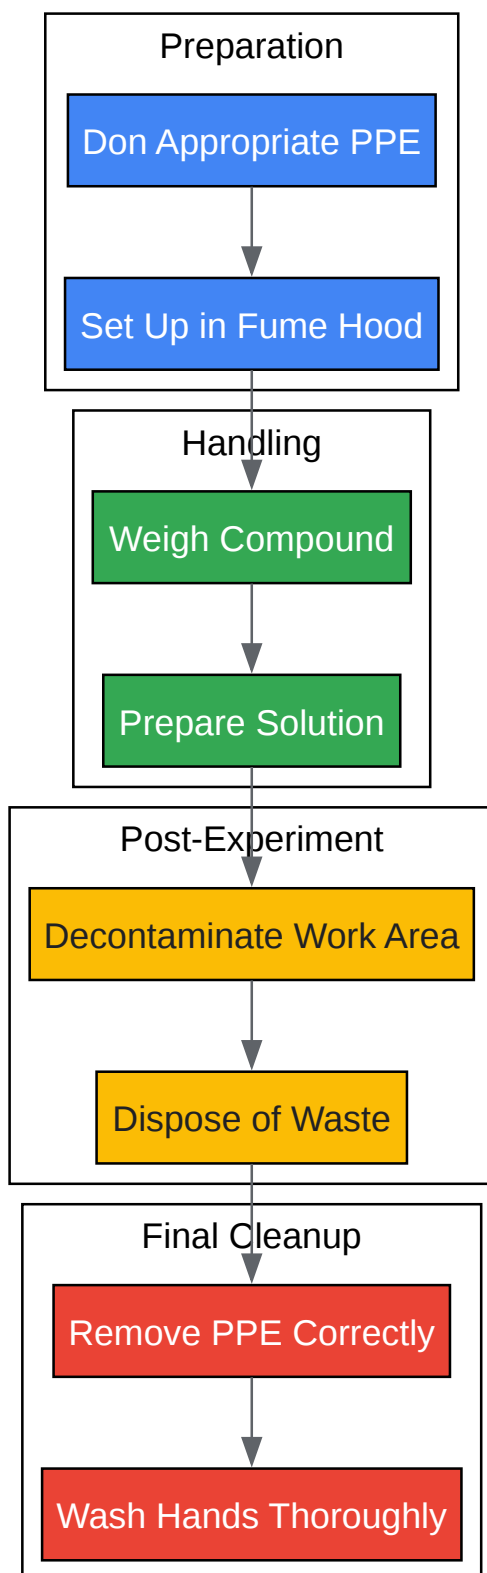 Preparation
Don Appropriate PPE
Set Up in Fume Hood
Handling
Weigh Compound
Prepare Solution
Post-Experiment
Decontaminate Work Area
Dispose of Waste
Final Cleanup
Remove PPE Correctly
Wash Hands Thoroughly